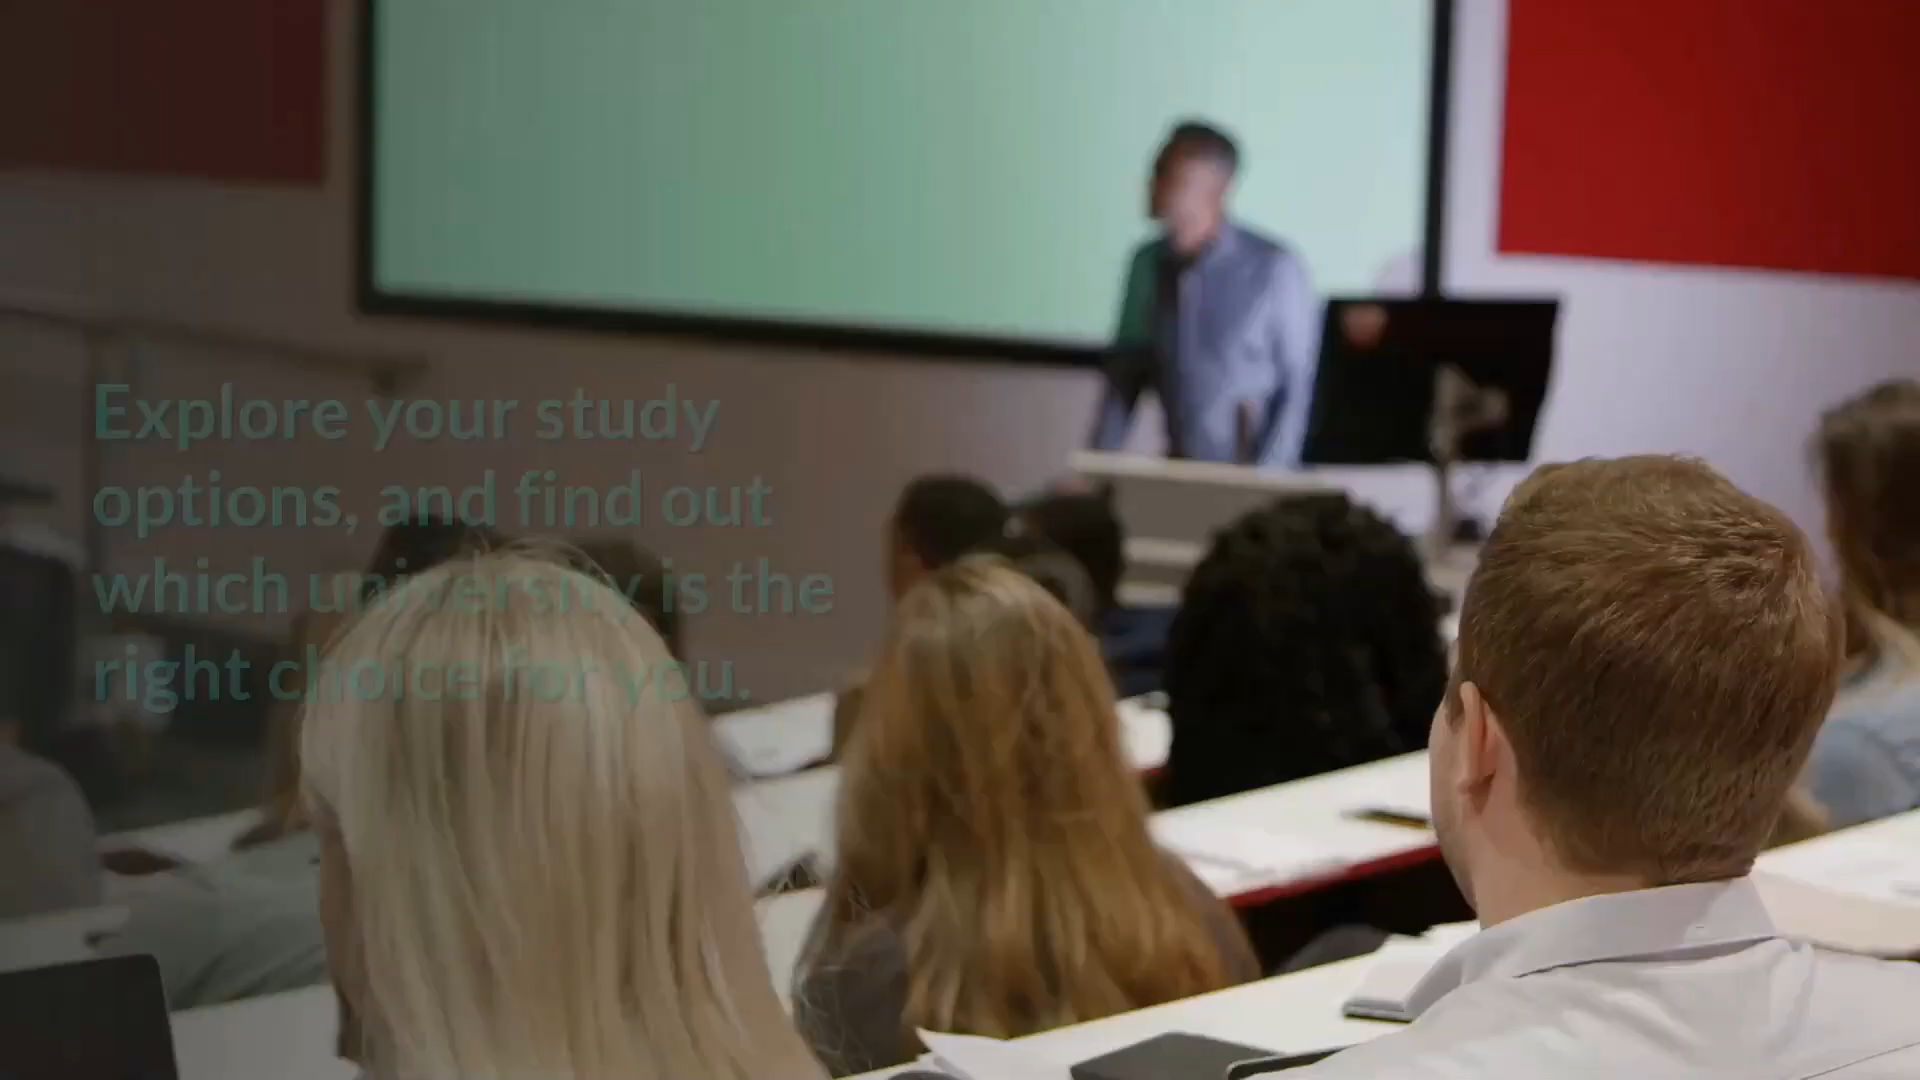 Explore your study
options, and find out
which university is the
right choice for you.